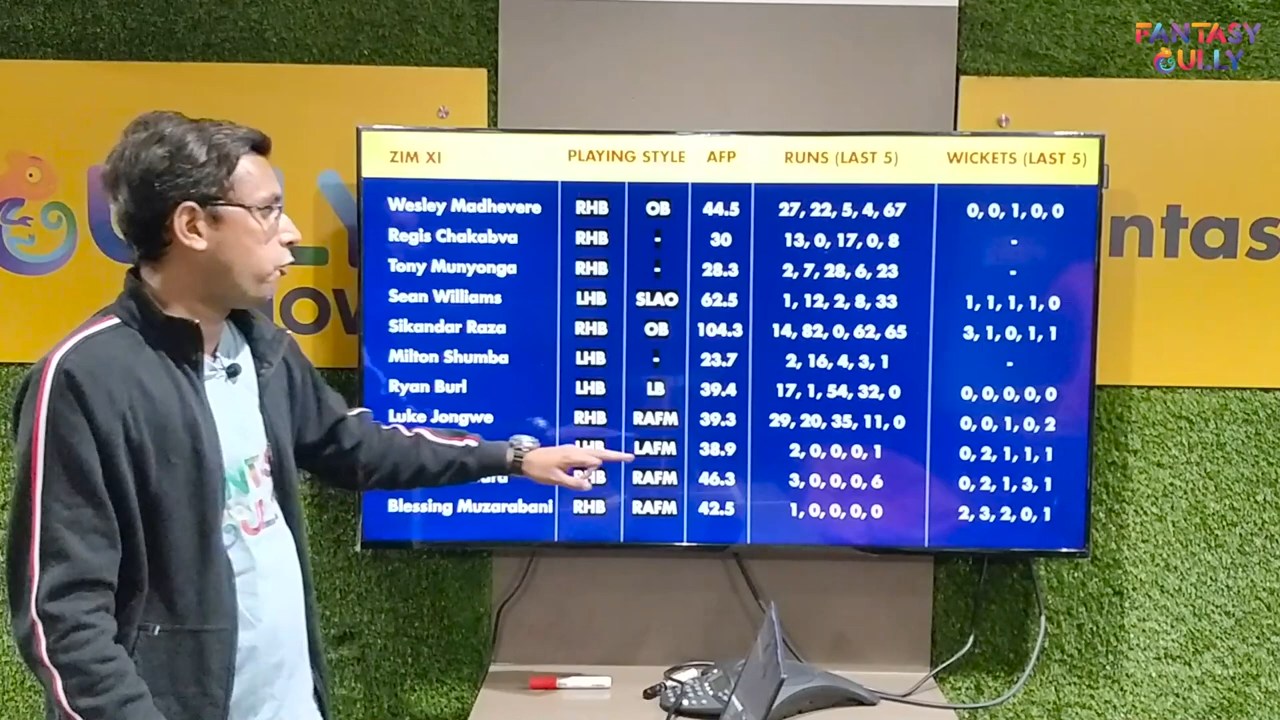 FANTASY
GULLY
ZIM XI PLAYING STYLE AFP RUNS (LAST 5) WICKETS (LAST 5)
Wesley Madhevere RHB OB 44.5 27, 22, 5, 4, 67 0, 0, 1, 0, 0
Regis Chakabva RHB - 30 13, 0, 17, 0, 8 -
Tony Munyonga RHB - 28.3 2, 7, 28, 6, 23 -
Sean Williams LHB SLAO 62.5 1, 12, 2, 8, 33 1, 1, 1, 1, 0
Sikandar Raza RHB OB 104.3 14, 82, 0, 62, 65 3, 1, 0, 1, 1
Milton Shumba LHB - 23.7 2, 16, 4, 3, 1 -
Ryan Burl LHB LB 39.4 17, 1, 54, 32, 0 0, 0, 0, 0, 0
Luke Jongwe RHB RAFM 39.3 29, 20, 35, 11, 0 0, 0, 1, 0, 2
LHB LAFM 38.9 2, 0, 0, 0, 1 0, 2, 1, 1, 1
RHB RAFM 46.3 3, 0, 0, 0, 6 0, 2, 1, 3, 1
Blessing Muzarabani RHB RAFM 42.5 1, 0, 0, 0, 0 2, 3, 2, 0, 1
ntas